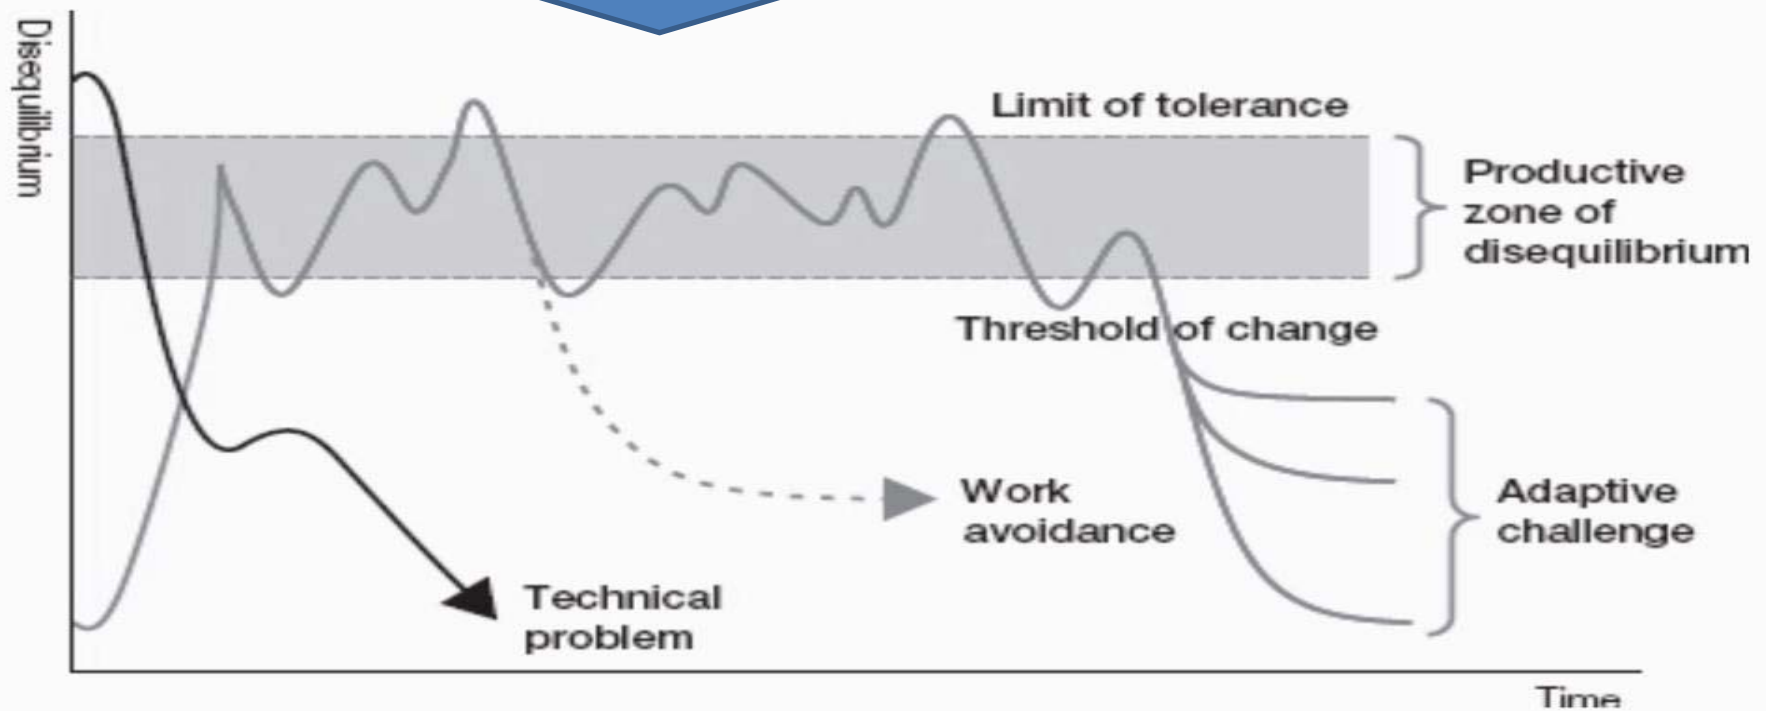 Disequilibrium
Limit of tolerance
Productive
zone of
disequilibrium
Threshold of change
Work
avoidance
Adaptive
challenge
Technical
problem
Time